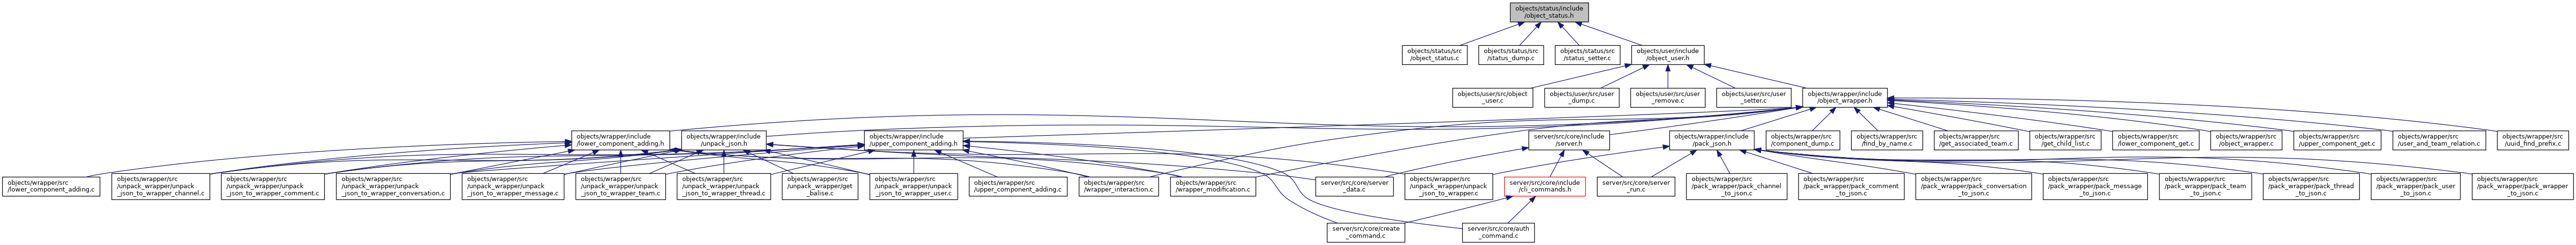 objects/status/include
/object_status.h
objects/status/src
/object_status.c
objects/status/src
/status_dump.c
objects/status/src
/status_setter.c
objects/user/include
/object_user.h
objects/user/src/object
_user.c
objects/user/src/user
_dump.c
objects/user/src/user
_remove.c
objects/user/src/user
_setter.c
objects/wrapper/include
/object_wrapper.h
objects/wrapper/include
/lower_component_adding.h
objects/wrapper/include
/unpack_json.h
objects/wrapper/include
/upper_component_adding.h
server/src/core/include
/server.h
objects/wrapper/include
/pack_json.h
objects/wrapper/src
/component_dump.c
objects/wrapper/src
/find_by_name.c
objects/wrapper/src
/get_associated_team.c
objects/wrapper/src
/get_child_list.c
objects/wrapper/src
/lower_component_get.c
objects/wrapper/src
/object_wrapper.c
objects/wrapper/src
/upper_component_get.c
objects/wrapper/src
/user_and_team_relation.c
objects/wrapper/src
/uuid_find_prefix.c
objects/wrapper/src
/lower_component_adding.c
objects/wrapper/src
/unpack_wrapper/unpack
_json_to_wrapper_channel.c
objects/wrapper/src
/unpack_wrapper/unpack
_json_to_wrapper_comment.c
objects/wrapper/src
/unpack_wrapper/unpack
_json_to_wrapper_conversation.c
objects/wrapper/src
/unpack_wrapper/unpack
_json_to_wrapper_message.c
objects/wrapper/src
/unpack_wrapper/unpack
_json_to_wrapper_team.c
objects/wrapper/src
/unpack_wrapper/unpack
_json_to_wrapper_thread.c
objects/wrapper/src
/unpack_wrapper/get
_balise.c
objects/wrapper/src
/unpack_wrapper/unpack
_json_to_wrapper_user.c
objects/wrapper/src
/upper_component_adding.c
objects/wrapper/src
/wrapper_interaction.c
objects/wrapper/src
/wrapper_modification.c
server/src/core/server
_data.c
objects/wrapper/src
/unpack_wrapper/unpack
_json_to_wrapper.c
server/src/core/include
/cli_commands.h
server/src/core/server
_run.c
objects/wrapper/src
/pack_wrapper/pack_channel
_to_json.c
objects/wrapper/src
/pack_wrapper/pack_comment
_to_json.c
objects/wrapper/src
/pack_wrapper/pack_conversation
_to_json.c
objects/wrapper/src
/pack_wrapper/pack_message
_to_json.c
objects/wrapper/src
/pack_wrapper/pack_team
_to_json.c
objects/wrapper/src
/pack_wrapper/pack_thread
_to_json.c
objects/wrapper/src
/pack_wrapper/pack_user
_to_json.c
objects/wrapper/src
/pack_wrapper/pack_wrapper
_to_json.c
server/src/core/create
_command.c
server/src/core/auth
_command.c